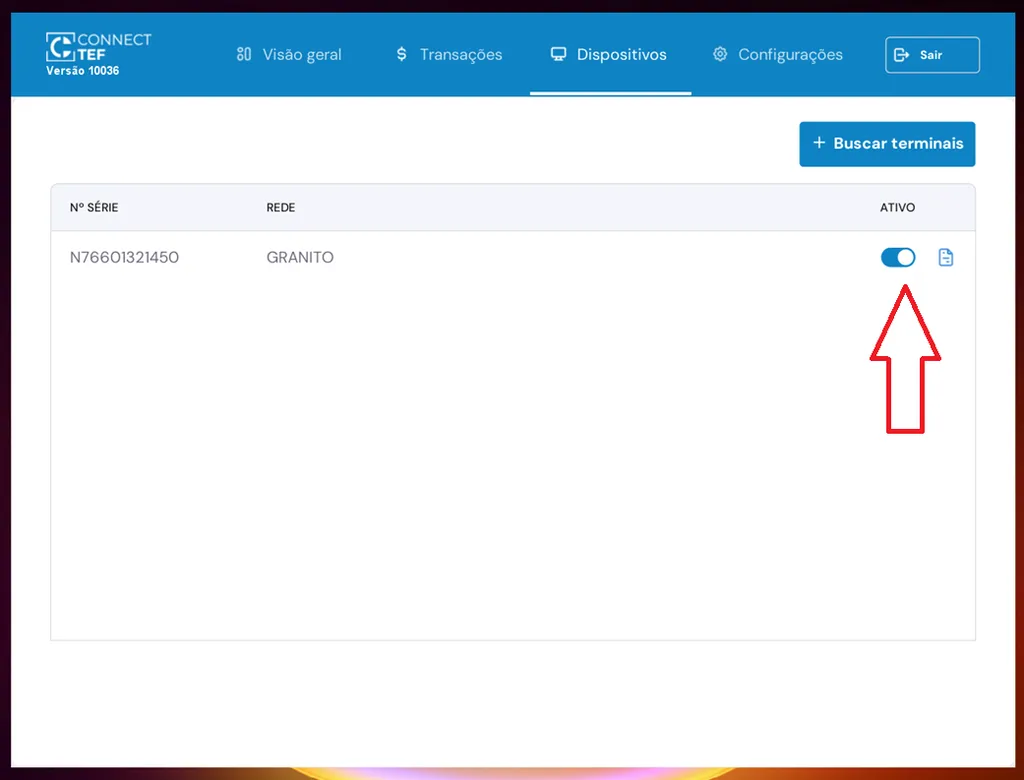 CONNECT
TEF
Versão 10036
Visão geral
$ Transações
Dispositivos
Configurações
Sair
+ Buscar terminais
Nº SÉRIE REDE ATIVO
N76601321450 GRANITO